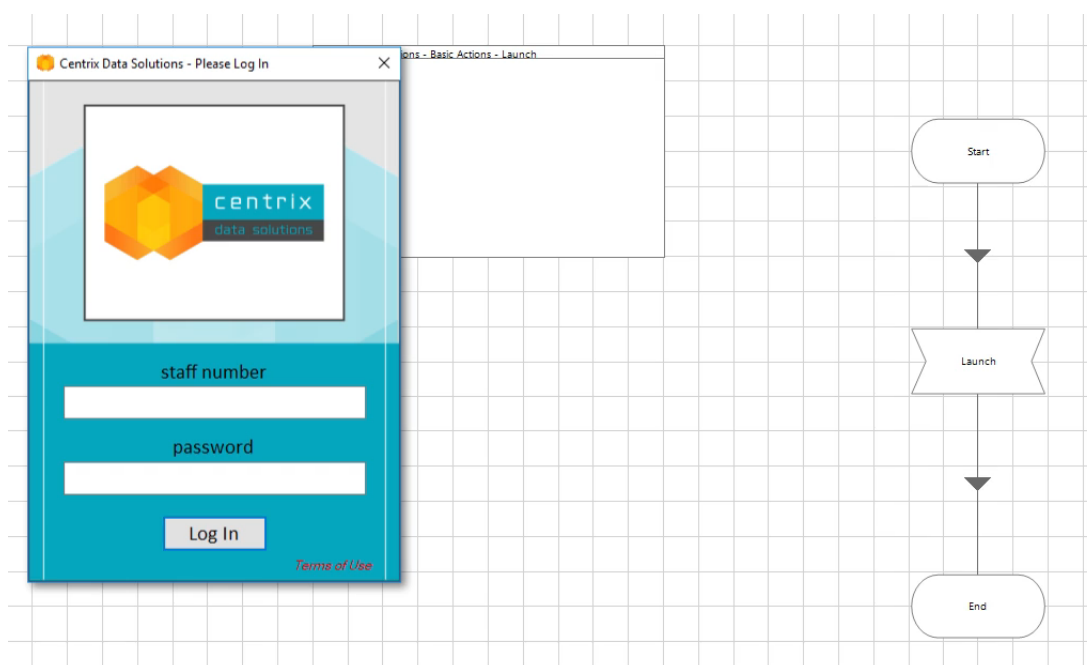 Centrix Data Solutions - Please Log In
ons - Basic Actions - Launch
centrix
data solutions
staff number
password
Log In
Terms of Use
Start
Launch
End